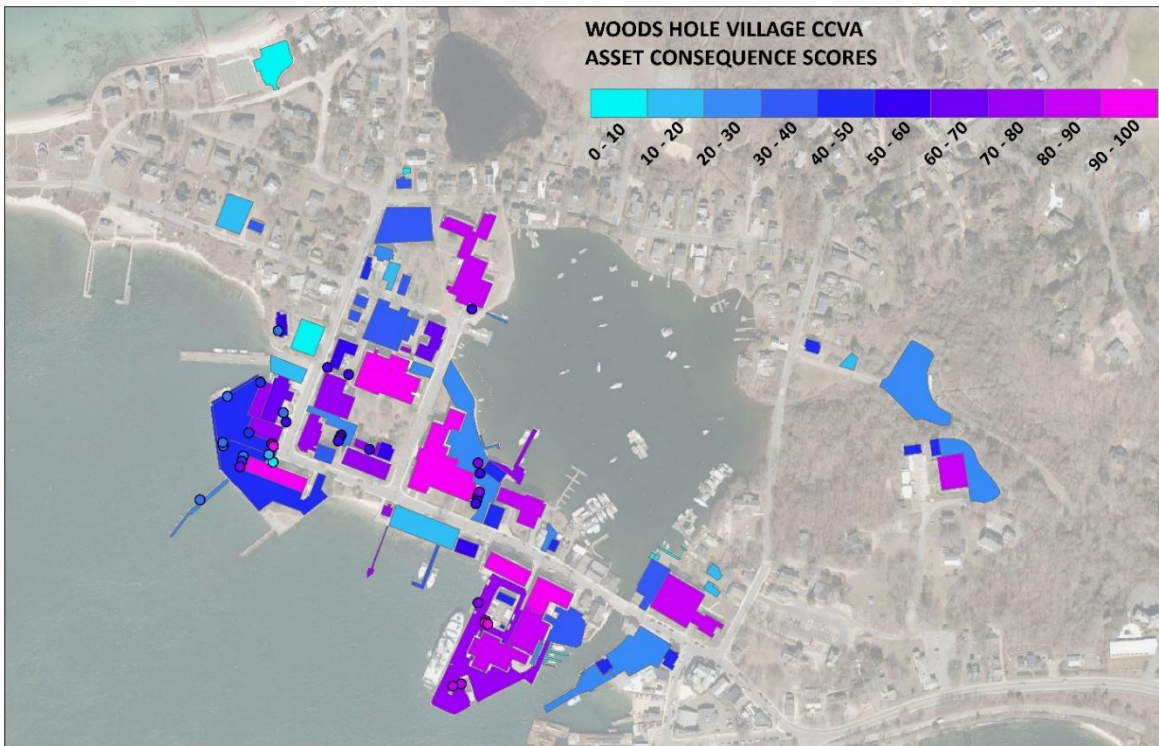 WOODS HOLE VILLAGE CCVA
ASSET CONSEQUENCE SCORES
0 - 10
10 - 20
20 - 30
30 - 40
40 - 50
50 - 60
60 - 70
70 - 80
80 - 90
90 - 100